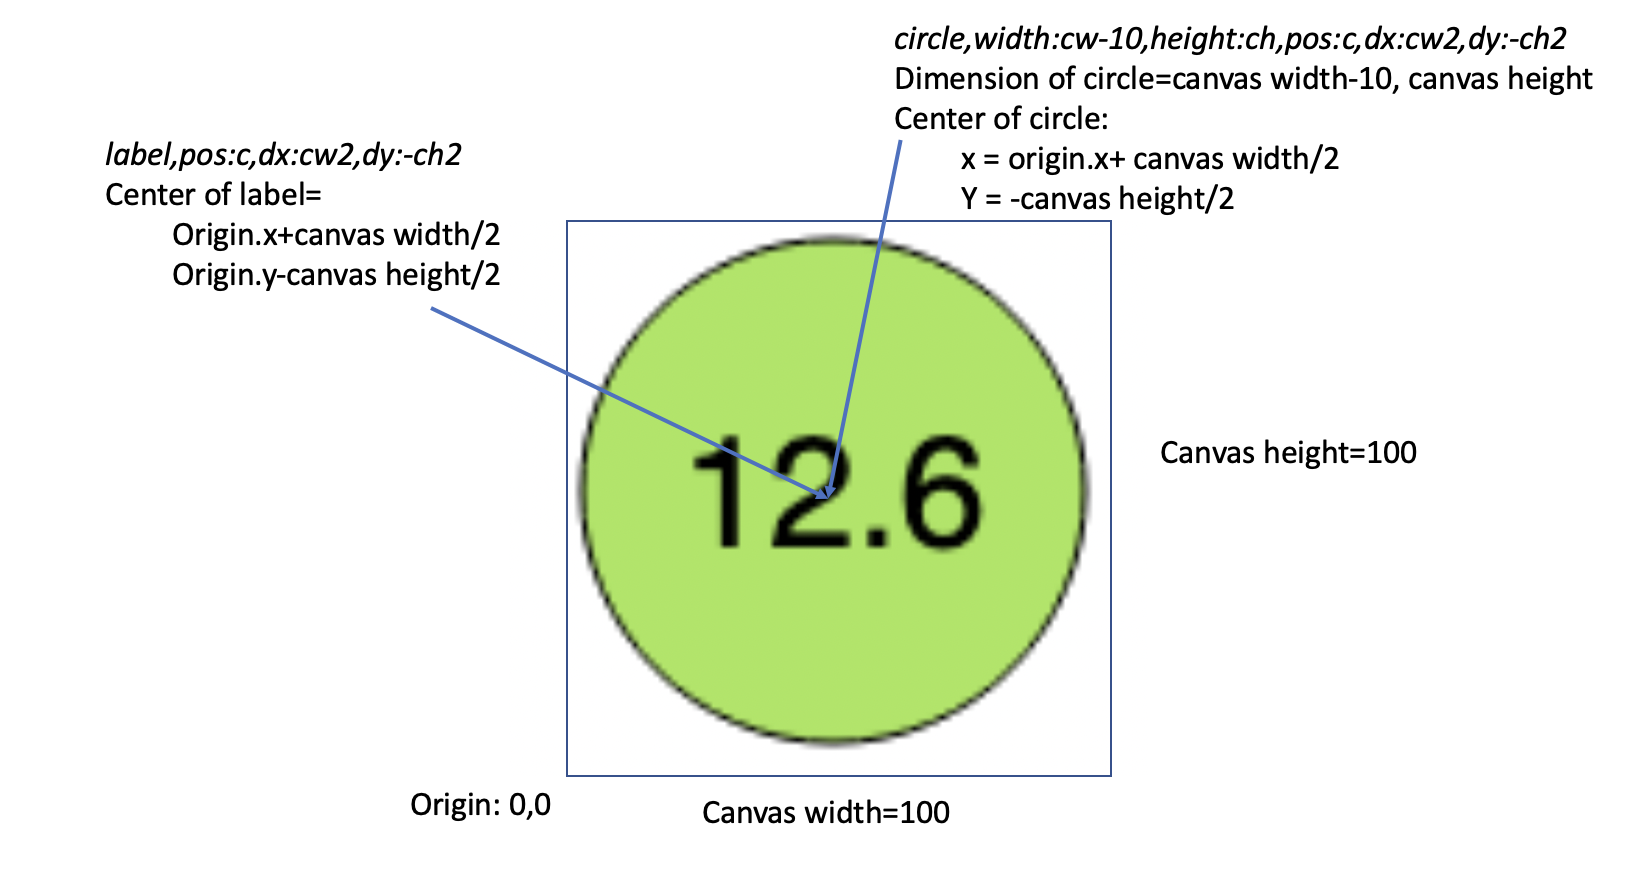 circle,width:cw-10,height:ch,pos:c,dx:cw2,dy:-ch2
Dimension of circle=canvas width-10, canvas height
Center of circle:
x = origin.x+ canvas width/2
Y = -canvas height/2
label,pos:c,dx:cw2,dy:-ch2
Center of label=
Origin.x+canvas width/2
Origin.y-canvas height/2
12.6
Canvas height=100
Origin: 0,0
Canvas width=100